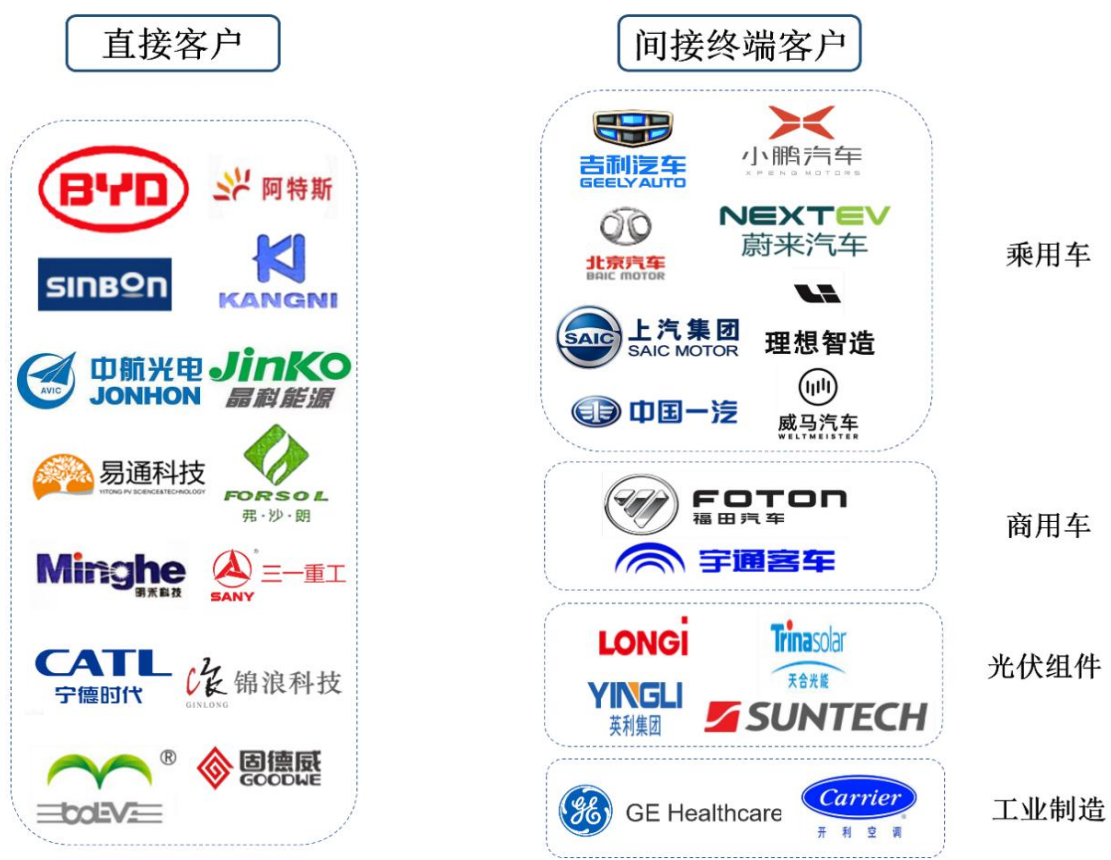 直接客户
间接终端客户
BYD
阿特斯
SINBON
KANGNI
AVIC
中航光电
JONHON
JinKO
晶科能源
易通科技
YITONG PV SCIENCE&TECHNOLOGY
FORSOL
弗·沙·朗
Minghe
明禾科技
SANY
®
三一重工
CATL
宁德时代
锦浪科技
GINLONG
®
bdEVE
固德威
GOODWE
吉利汽车
GEELY AUTO
小鹏汽车
XPENG MOTORS
北京汽车
BAIC MOTOR
NEXTEV
蔚来汽车
SAIC
上汽集团
SAIC MOTOR
理想智造
中国一汽
威马汽车
WELTMEISTER
乘用车
FOTON
福田汽车
宇通客车
商用车
LONGi
Trinasolar
天合光能
YINGLI
英利集团
SUNTECH
光伏组件
GE
GE Healthcare
Carrier
开利空调
工业制造